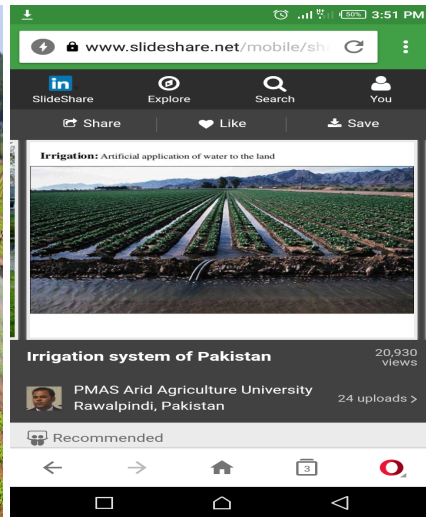 50% 3:51 PM
www.slideshare.net/mobile/sh
in
SlideShare Explore Search You
Share Like Save
Irrigation: Artificial application of water to the land
Irrigation system of Pakistan
20,930
views
PMAS Arid Agriculture University
Rawalpindi, Pakistan
24 uploads >
Recommended
3